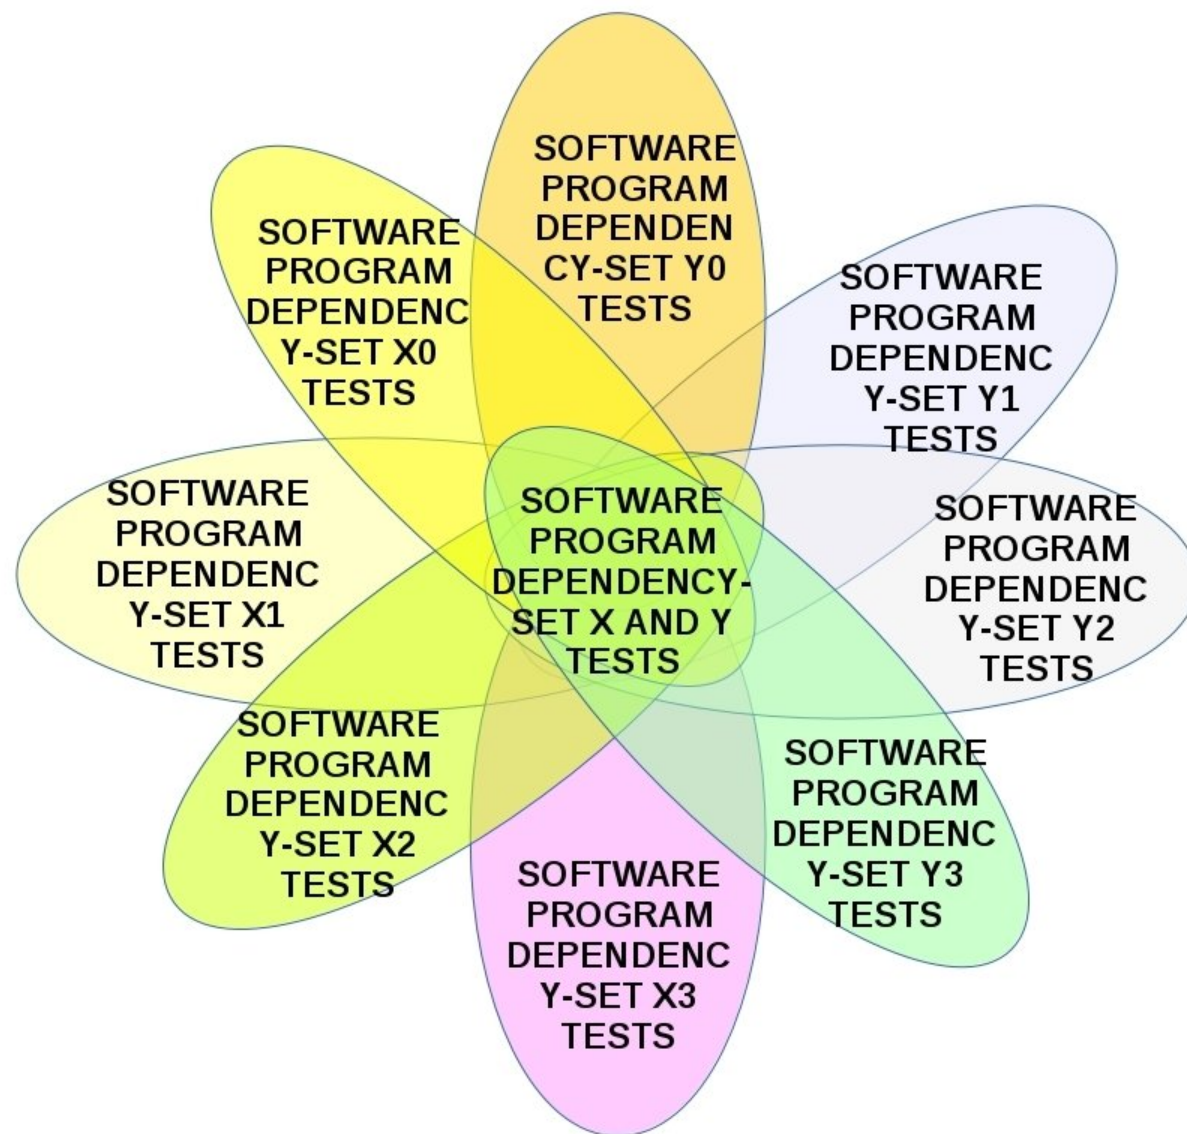 SOFTWARE
PROGRAM
DEPENDEN
CY-SET Y0
TESTS
SOFTWARE
PROGRAM
DEPENDENC
Y-SET X0
TESTS
SOFTWARE
PROGRAM
DEPENDENC
Y-SET Y1
TESTS
SOFTWARE
PROGRAM
DEPENDENC
Y-SET X1
TESTS
SOFTWARE
PROGRAM
DEPENDENCY-
SET X AND Y
TESTS
SOFTWARE
PROGRAM
DEPENDENC
Y-SET Y2
TESTS
SOFTWARE
PROGRAM
DEPENDENC
Y-SET X2
TESTS
SOFTWARE
PROGRAM
DEPENDENC
Y-SET Y3
TESTS
SOFTWARE
PROGRAM
DEPENDENC
Y-SET X3
TESTS